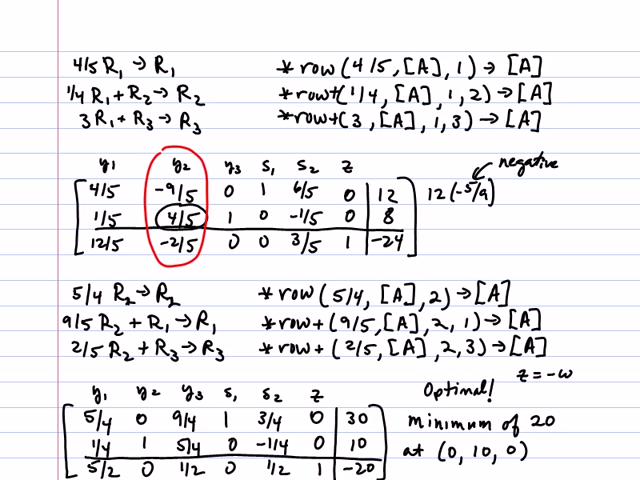 4/5 R₁ → R₁ *row(4/5, [A], 1) → [A]
1/4 R₁ + R₂ → R₂ *row+(1/4, [A], 1, 2) → [A]
3 R₁ + R₃ → R₃ *row+(3, [A], 1, 3) → [A]
y₁ y₂ y₃ s₁ s₂ z negative
4/5 -9/5 0 1 6/5 0 12 12(-5/9)
1/5 4/5 1 0 -1/5 0 8
12/5 -2/5 0 0 3/5 1 -24
5/4 R₂ → R₂ *row(5/4, [A], 2) → [A]
9/5 R₂ + R₁ → R₁ *row+(9/5, [A], 2, 1) → [A]
2/5 R₂ + R₃ → R₃ *row+(2/5, [A], 2, 3) → [A]
z = -w
y₁ y₂ y₃ s₁ s₂ z Optimal!
5/4 0 9/4 1 3/4 0 30 minimum of 20
1/4 1 5/4 0 -1/4 0 10 at (0, 10, 0)
5/2 0 1/2 0 1/2 1 -20